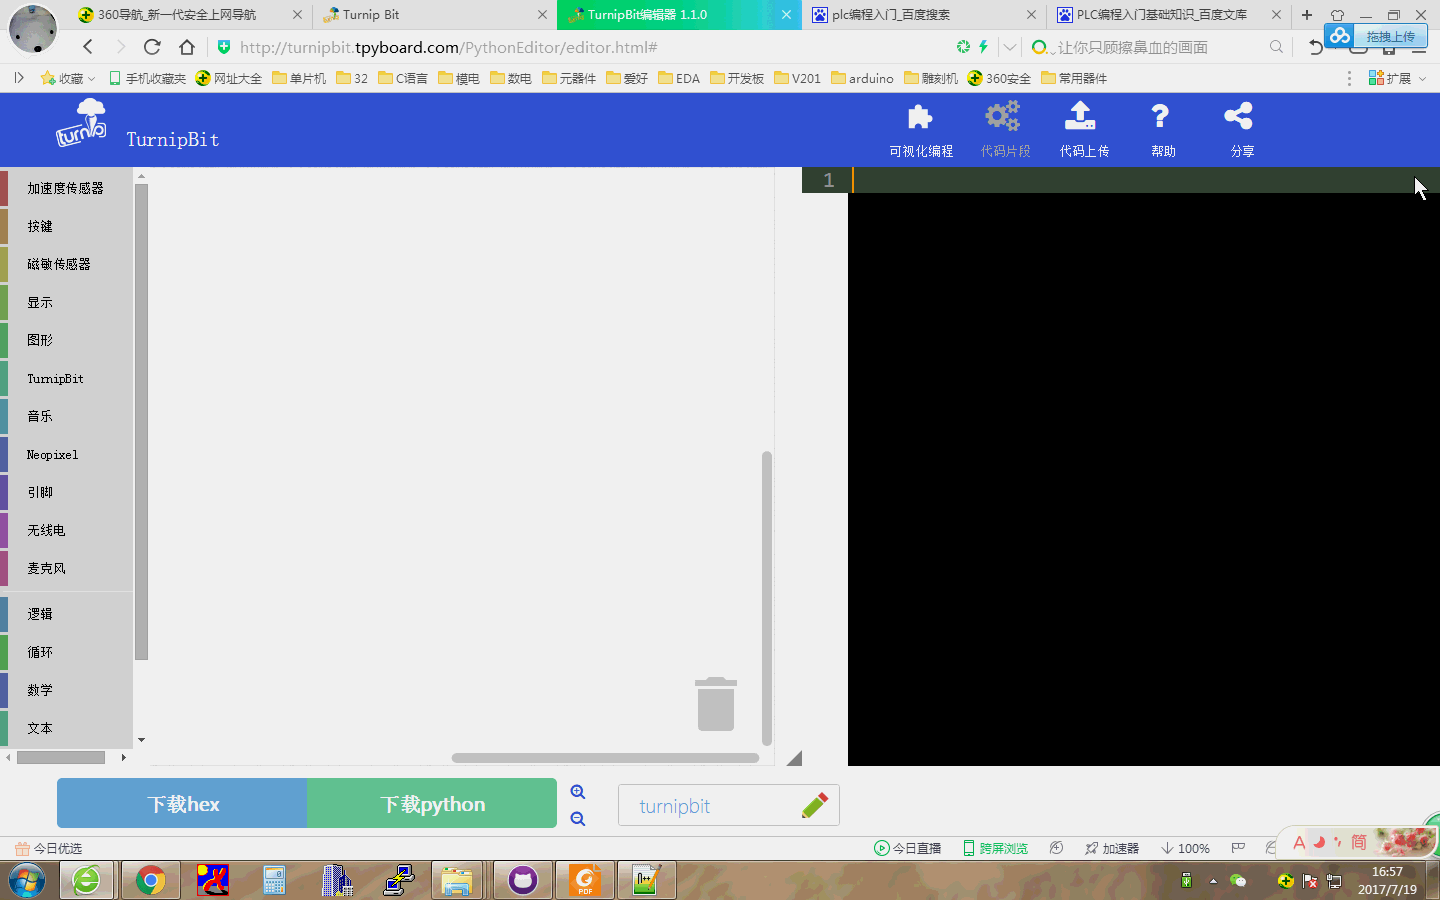 360导航_新一代安全上网导航
Turnip Bit
TurnipBit编辑器 1.1.0
plc编程入门_百度搜索
PLC编程入门基础知识_百度文库
http://turnipbit.tpyboard.com/PythonEditor/editor.html#
让你只顾擦鼻血的画面
拖拽上传
收藏
手机收藏夹
网址大全
单片机
32
C语言
模电
数电
元器件
爱好
EDA
开发板
V201
arduino
雕刻机
360安全
常用器件
扩展
turnip
TurnipBit
可视化编程
代码片段
代码上传
帮助
分享
加速度传感器
按键
磁敏传感器
显示
图形
TurnipBit
音乐
Neopixel
引脚
无线电
麦克风
逻辑
循环
数学
文本
1
下载hex
下载python
turnipbit
今日优选
今日直播
跨屏浏览
加速器
100%
A
简
PDF
16:57
2017/7/19